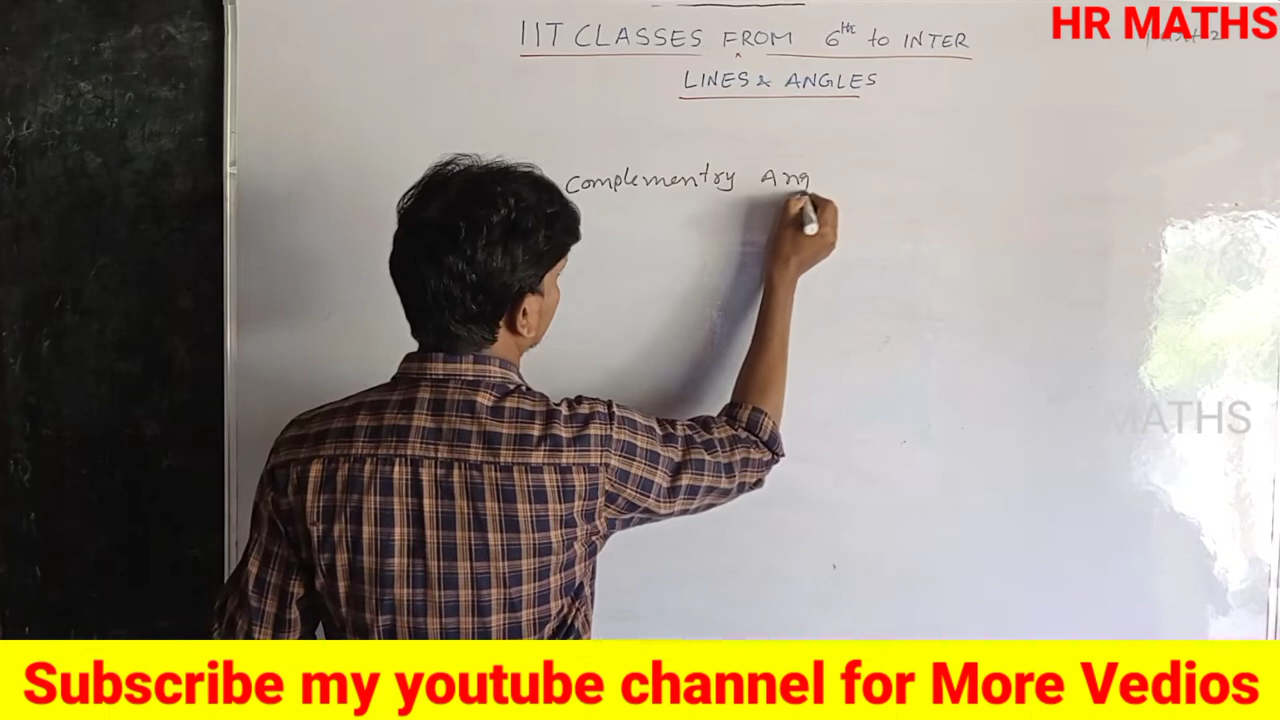 HR MATHS
IIT CLASSES FROM 6th to INTER
LINES & ANGLES
Complementry Ang
MATHS
Subscribe my youtube channel for More Vedios